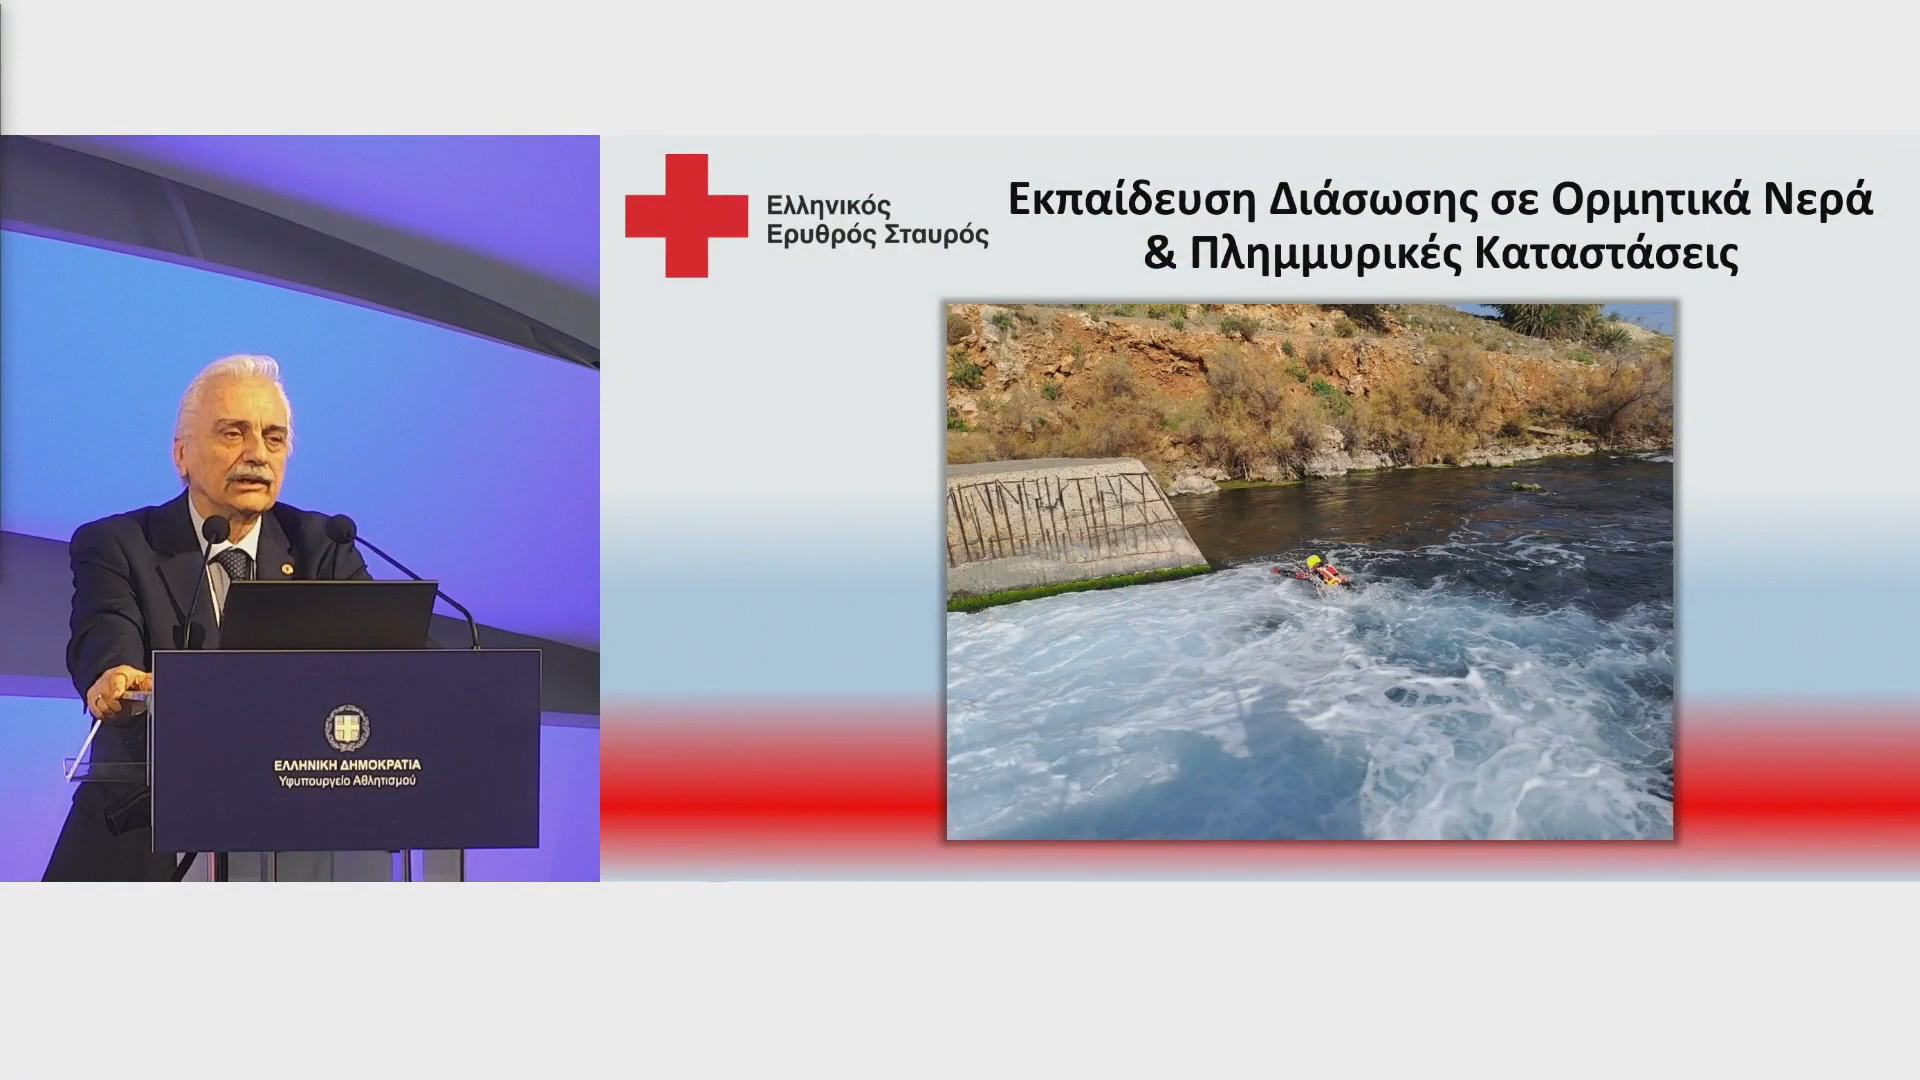 Ελληνικός
Ερυθρός Σταυρός
Εκπαίδευση Διάσωσης σε Ορμητικά Νερά
& Πλημμυρικές Καταστάσεις
ΕΛΛΗΝΙΚΗ ΔΗΜΟΚΡΑΤΙΑ
Υφυπουργείο Αθλητισμού